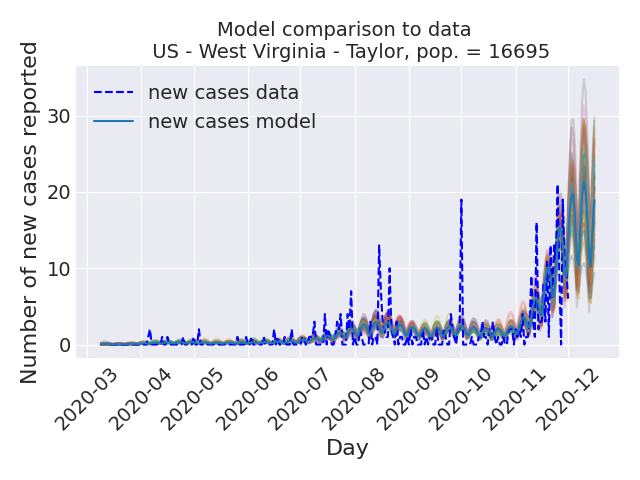 Model comparison to data
US - West Virginia - Taylor, pop. = 16695
Number of new cases reported
30
20
10
0
new cases data
new cases model
2020-03
2020-04
2020-05
2020-06
2020-07
2020-08
2020-09
2020-10
2020-11
2020-12
Day